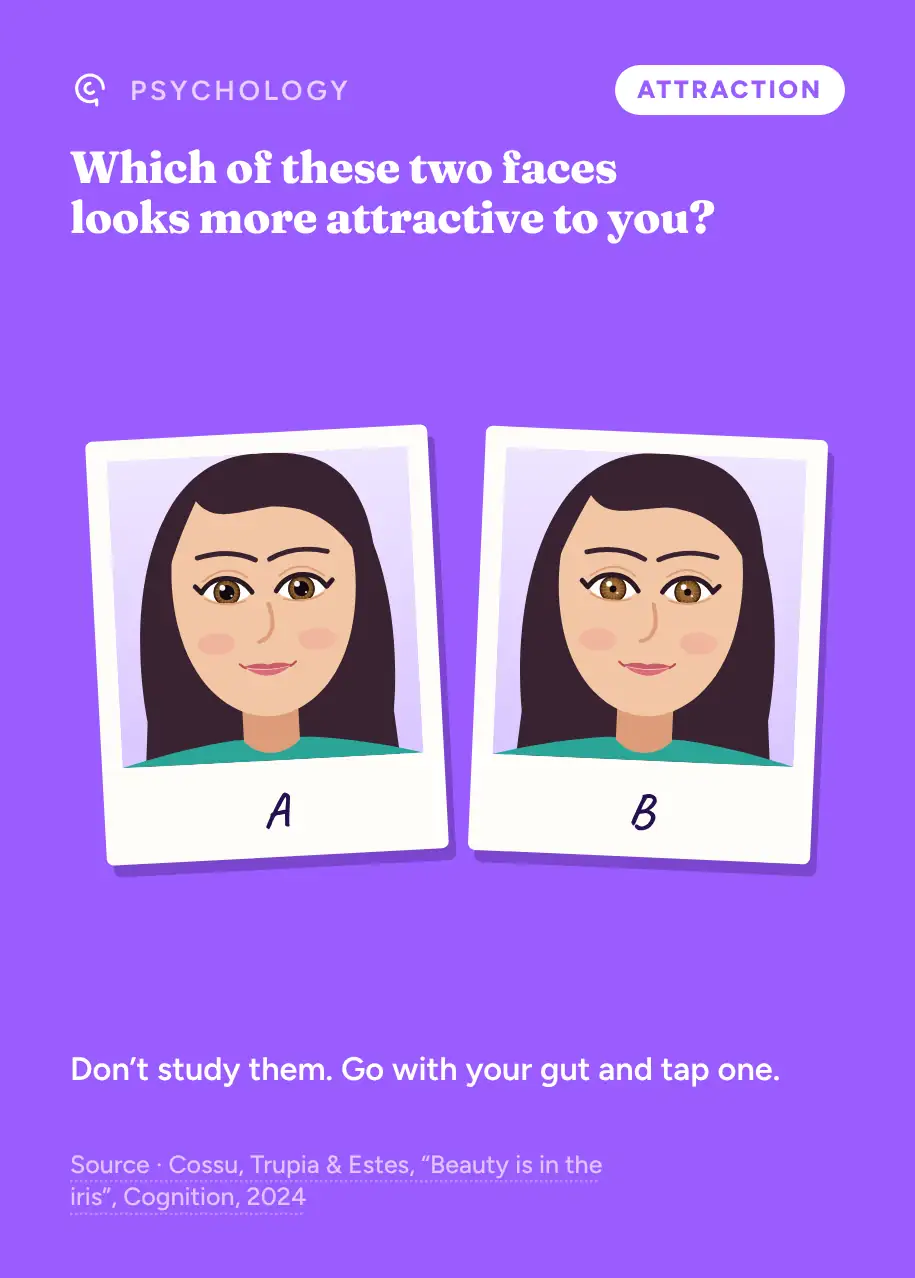 PSYCHOLOGY
ATTRACTION
Which of these two faces
looks more attractive to you?
A
B
Don’t study them. Go with your gut and tap one.
Source · Cossu, Trupia & Estes, “Beauty is in the
iris”, Cognition, 2024